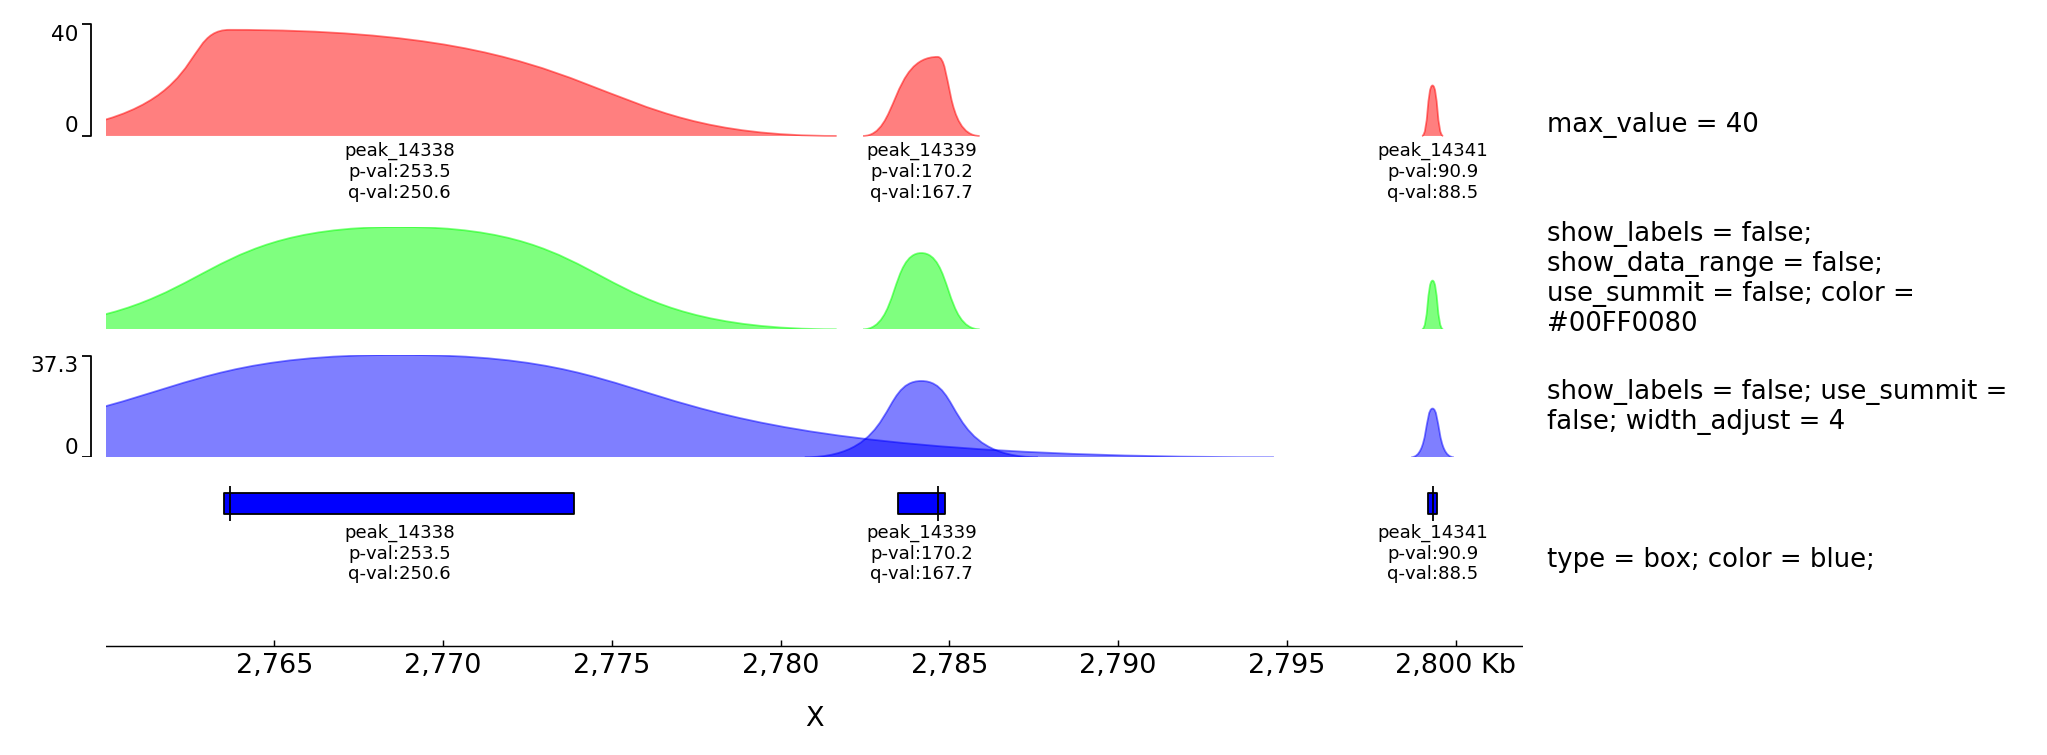 40
0
peak_14338
p-val:253.5
q-val:250.6
peak_14339
p-val:170.2
q-val:167.7
peak_14341
p-val:90.9
q-val:88.5
max_value = 40
show_labels = false;
show_data_range = false;
use_summit = false; color =
#00FF0080
37.3
0
show_labels = false; use_summit =
false; width_adjust = 4
peak_14338
p-val:253.5
q-val:250.6
peak_14339
p-val:170.2
q-val:167.7
peak_14341
p-val:90.9
q-val:88.5
type = box; color = blue;
2,765 2,770 2,775 2,780 2,785 2,790 2,795 2,800 Kb
X